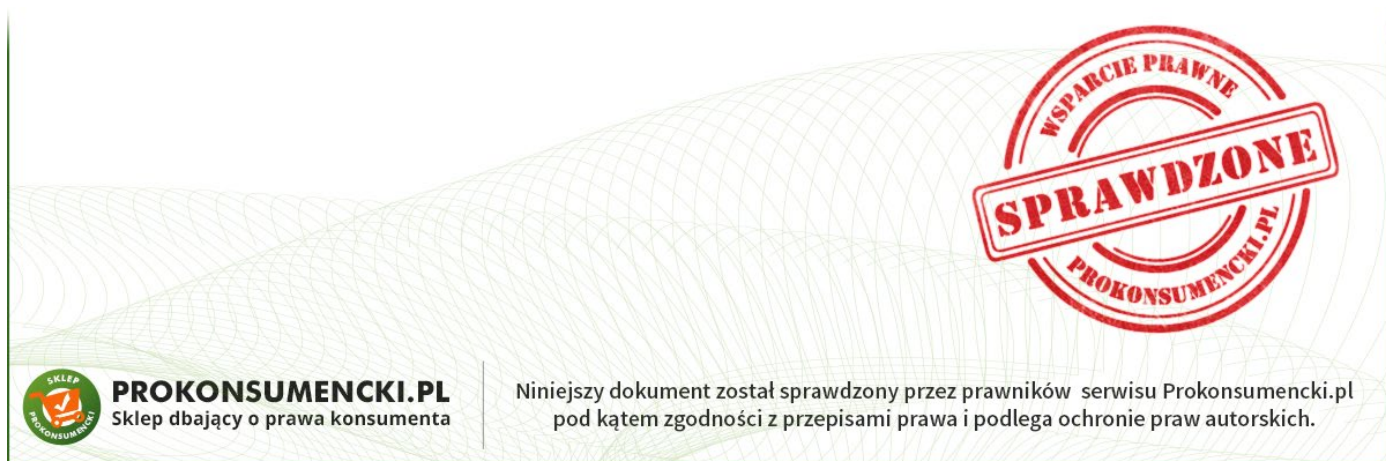 WSPARCIE PRAWNE
SPRAWDZONE
PROKONSUMENCKI.PL
SKLEP
PROKONSUMENCKI
PROKONSUMENCKI.PL
Sklep dbający o prawa konsumenta
Niniejszy dokument został sprawdzony przez prawników serwisu Prokonsumencki.pl
pod kątem zgodności z przepisami prawa i podlega ochronie praw autorskich.